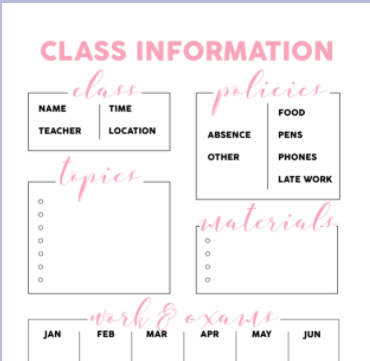 CLASS INFORMATION
class
NAME TIME
TEACHER LOCATION
policies
FOOD
ABSENCE PENS
OTHER PHONES
LATE WORK
topics
materials
work & exams
JAN FEB MAR APR MAY JUN